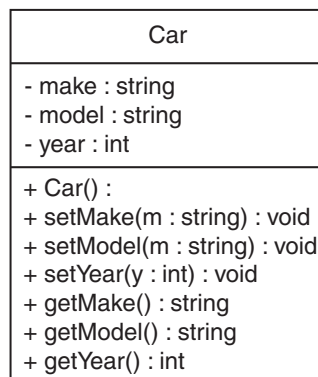 Car
- make : string
- model : string
- year : int
+ Car() :
+ setMake(m : string) : void
+ setModel(m : string) : void
+ setYear(y : int) : void
+ getMake() : string
+ getModel() : string
+ getYear() : int